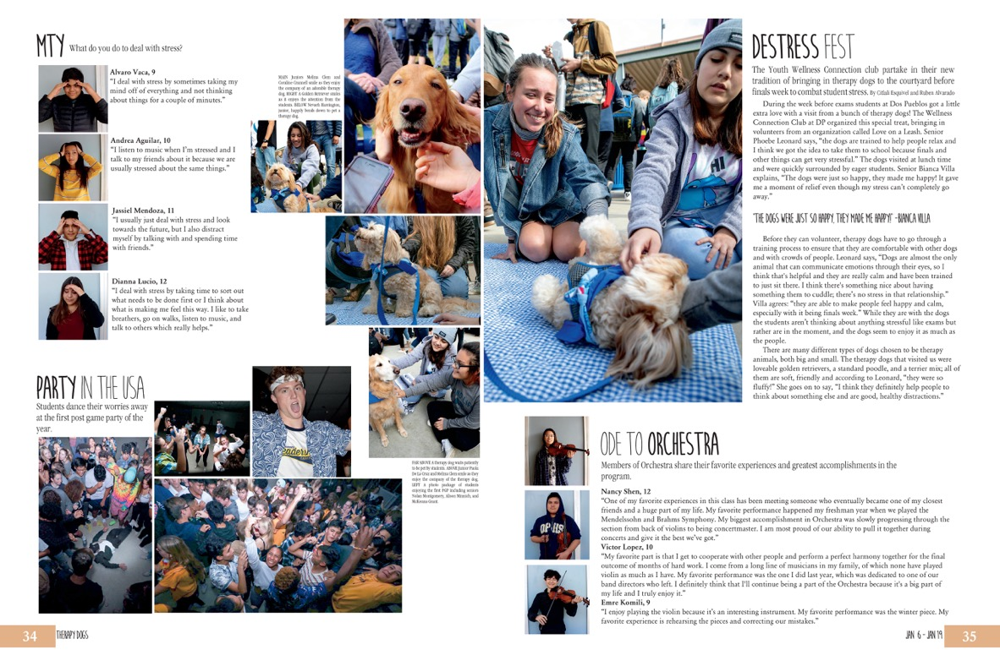 MTY What do you do to deal with stress?
Alvaro Vaca, 9
“I deal with stress by sometimes taking my
mind off of everything and not thinking
about things for a couple of minutes.”
Andrea Aguilar, 10
“I listen to music when I’m stressed and I
talk to my friends about it because we are
usually stressed about the same things.”
Jassiel Mendoza, 11
“I usually just deal with stress and look
towards the future, but I also distract
myself by talking with and spending time
with friends.”
Dianna Lucio, 12
“I deal with stress by taking time to sort out
what needs to be done first or I think about
what is making me feel this way. I like to take
breathers, go on walks, listen to music, and
talk to others which really helps.”
MAIN Juniors Melina Clem and
Coraline Crannell smile as they enjoy
the company of an adorable therapy
dog. RIGHT A Golden Retriever smiles
as it enjoys the attention from the
students. BELOW Nevaeh Harrington,
junior, happily bends down to pet a
therapy dog.
PARTY IN THE USA
Students dance their worries away
at the first post game party of the
year.
FAR ABOVE A therapy dog waits patiently
to be pet by students. ABOVE Junior Paola
De La Cruz and Melina Clem smile as they
enjoy the company of the therapy dog.
LEFT A photo package of students
enjoying the first PGP including seniors
Nolan Montgomery, Alison Minnich, and
McKenna Grant.
34 THERAPY DOGS
DESTRESS FEST
The Youth Wellness Connection club partake in their new
tradition of bringing in therapy dogs to the courtyard before
finals week to combat student stress. By Citlali Esquivel and Ruben Alvarado
During the week before exams students at Dos Pueblos got a little
extra love with a visit from a bunch of therapy dogs! The Wellness
Connection Club at DP organized this special treat, bringing in
volunteers from an organization called Love on a Leash. Senior
Phoebe Leonard says, “the dogs are trained to help people relax and
I think we got the idea to take them to school because finals and
other things can get very stressful.” The dogs visited at lunch time
and were quickly surrounded by eager students. Senior Bianca Villa
explains, “The dogs were just so happy, they made me happy! It gave
me a moment of relief even though my stress can’t completely go
away.”
“THE DOGS WERE JUST SO HAPPY, THEY MADE ME HAPPY!” -BIANCA VILLA
Before they can volunteer, therapy dogs have to go through a
training process to ensure that they are comfortable with other dogs
and with crowds of people. Leonard says, “Dogs are almost the only
animal that can communicate emotions through their eyes, so I
think that's helpful and they are really calm and have been trained
to just sit there. I think there's something nice about having
something them to cuddle; there's no stress in that relationship.”
Villa agrees: “they are able to make people feel happy and calm,
especially with it being finals week.” While they are with the dogs
the students aren’t thinking about anything stressful like exams but
rather are in the moment, and the dogs seem to enjoy it as much as
the people.
There are many different types of dogs chosen to be therapy
animals, both big and small. The therapy dogs that visited us were
loveable golden retrievers, a standard poodle, and a terrier mix; all of
them are soft, friendly and according to Leonard, “they were so
fluffy!” She goes on to say, “I think they definitely help people to
think about something else and are good, healthy distractions.”
ODE TO ORCHESTRA
Members of Orchestra share their favorite experiences and greatest accomplishments in the
program.
Nancy Shen, 12
“One of my favorite experiences in this class has been meeting someone who eventually became one of my closest
friends and a huge part of my life. My favorite performance happened my freshman year when we played the
Mendelssohn and Brahms Symphony. My biggest accomplishment in Orchestra was slowly progressing through the
section from back of violins to being concertmaster. I am most proud of our ability to pull it together during
concerts and give it the best we’ve got.”
Victor Lopez, 10
“My favorite part is that I get to cooperate with other people and perform a perfect harmony together for the final
outcome of months of hard work. I come from a long line of musicians in my family, of which none have played
violin as much as I have. My favorite performance was the one I did last year, which was dedicated to one of our
band directors who left. I definitely think that I'll continue being a part of the Orchestra because it's a big part of
my life and I truly enjoy it.”
Emre Komili, 9
“I enjoy playing the violin because it’s an interesting instrument. My favorite performance was the winter piece. My
favorite experience is rehearsing the pieces and correcting our mistakes.”
JAN 6 - JAN 19 35
HI